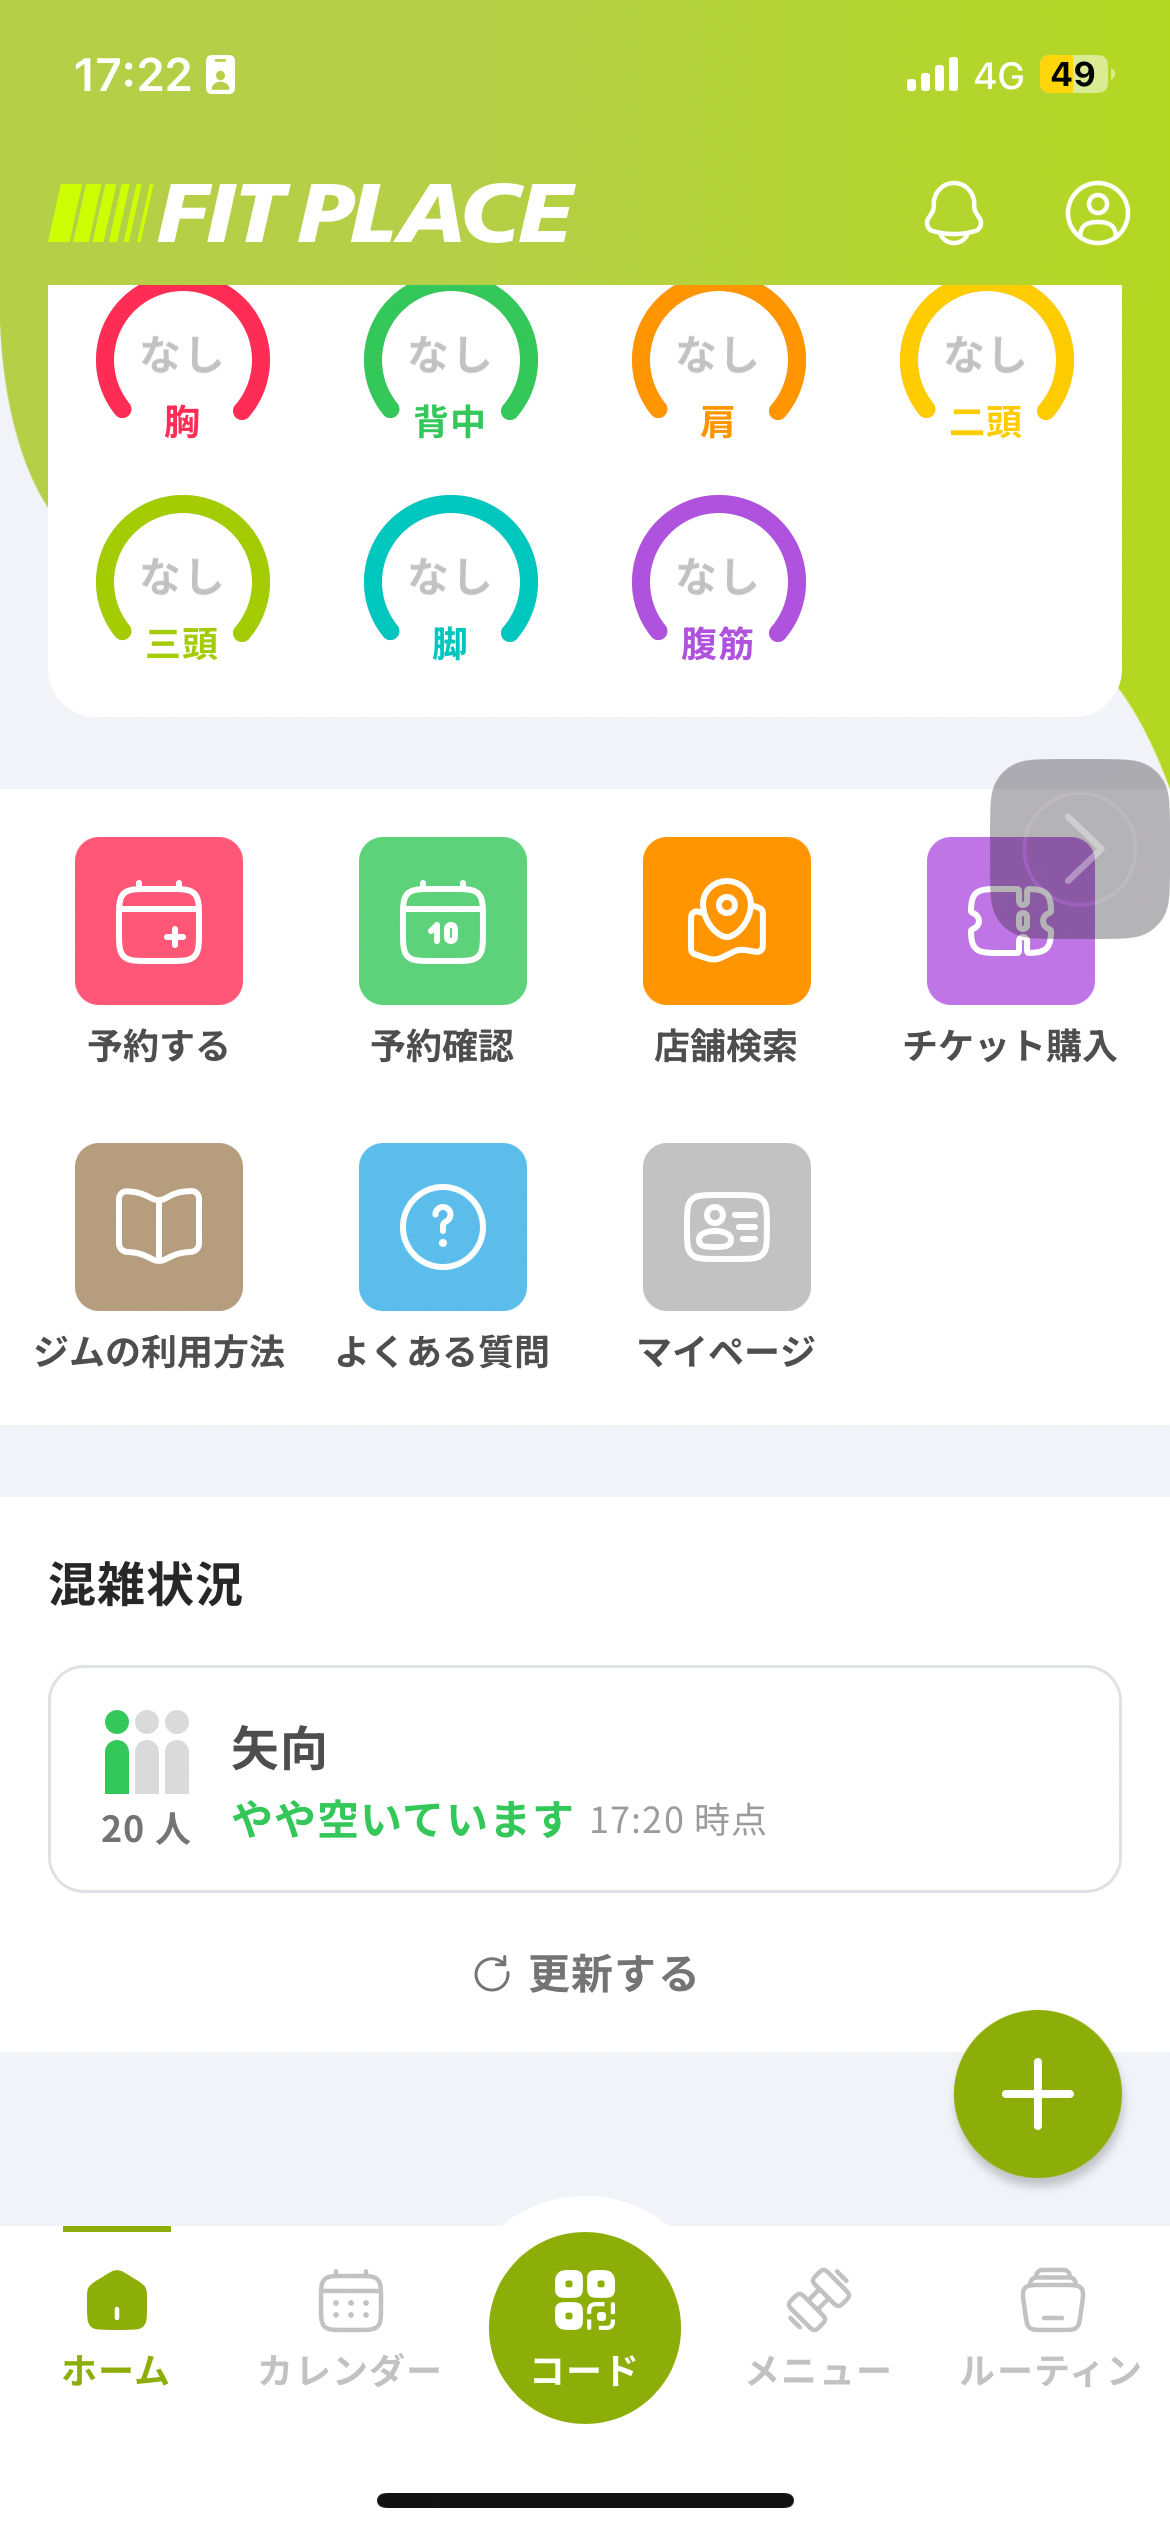 17:22 4G 49
FIT PLACE
なし なし なし なし
胸 背中 肩 二頭
なし なし なし
三頭 脚 腹筋
10
予約する 予約確認 店舗検索 チケット購入
?
ジムの利用方法 よくある質問 マイページ
混雑状況
矢向
20 人 やや空いています 17:20 時点
更新する
ホーム カレンダー コード メニュー ルーティン